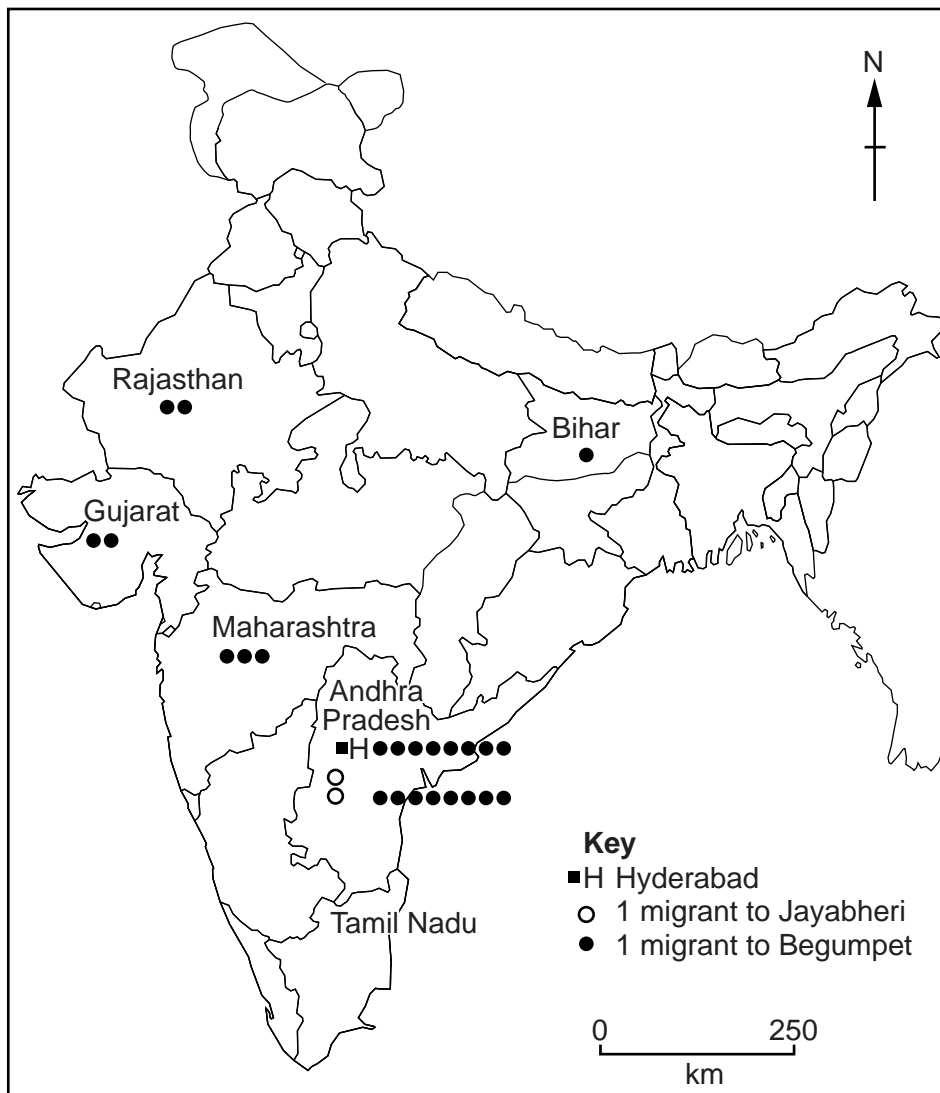 N
Rajasthan
Bihar
Gujarat
Maharashtra
Andhra
Pradesh
H
Key
H Hyderabad
1 migrant to Jayabheri
1 migrant to Begumpet
Tamil Nadu
0 250
km